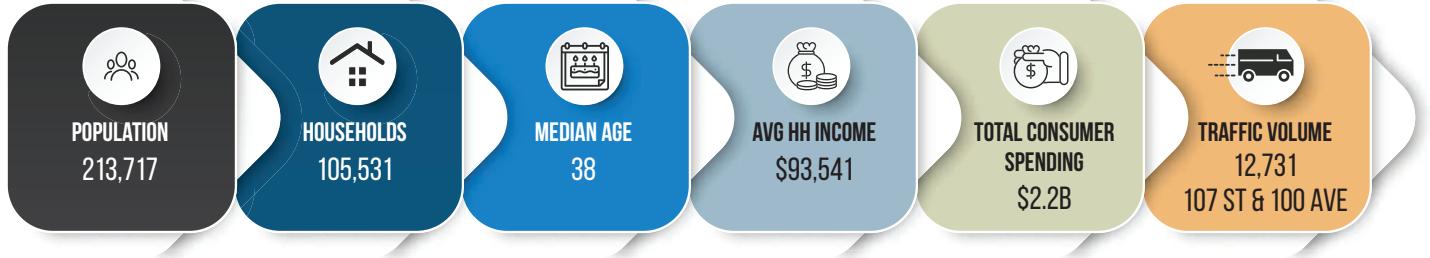 POPULATION
213,717
HOUSEHOLDS
105,531
MEDIAN AGE
38
AVG HH INCOME
$93,541
TOTAL CONSUMER
SPENDING
$2.2B
TRAFFIC VOLUME
12,731
107 ST & 100 AVE